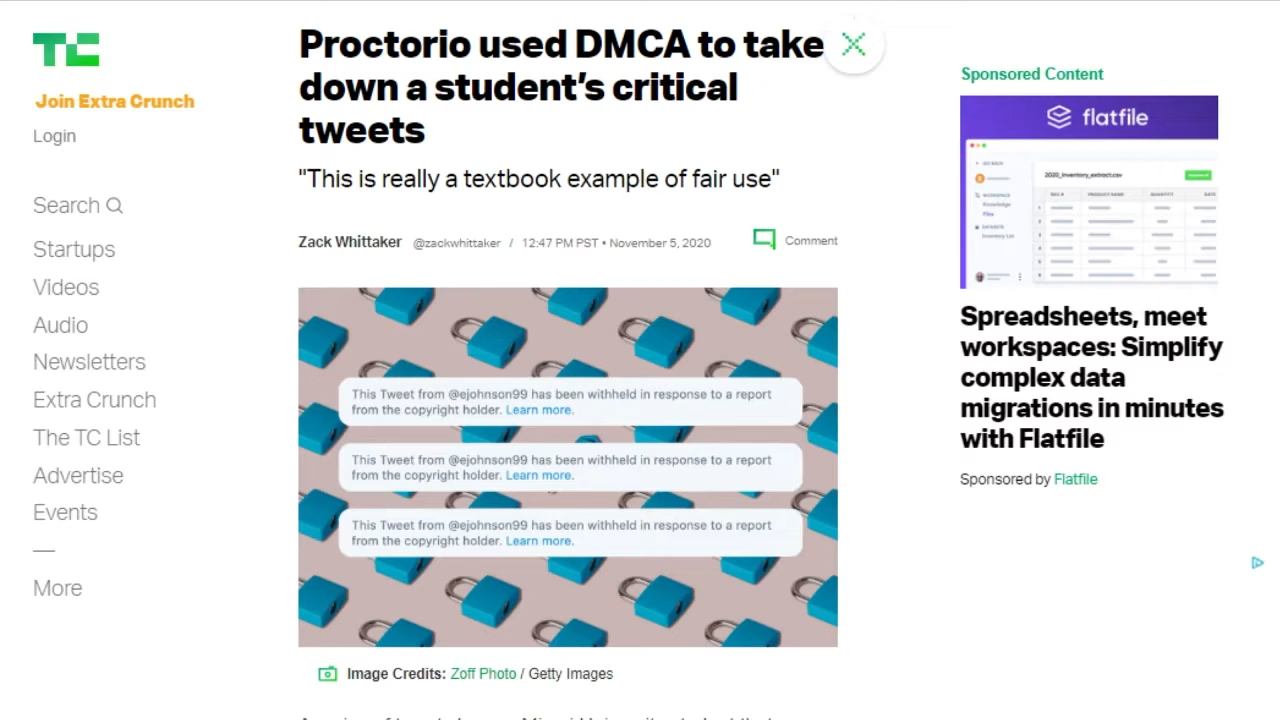 TC
Join Extra Crunch
Login
Search
Startups
Videos
Audio
Newsletters
Extra Crunch
The TC List
Advertise
Events
—
More
Proctorio used DMCA to take
down a student's critical
tweets
"This is really a textbook example of fair use"
Zack Whittaker @zackwhittaker / 12:47 PM PST • November 5, 2020
Comment
This Tweet from @ejohnson99 has been withheld in response to a report
from the copyright holder. Learn more.
This Tweet from @ejohnson99 has been withheld in response to a report
from the copyright holder. Learn more.
This Tweet from @ejohnson99 has been withheld in response to a report
from the copyright holder. Learn more.
Image Credits: Zoff Photo / Getty Images
Sponsored Content
flatfile
2020_inventory_extract.csv
Spreadsheets, meet
workspaces: Simplify
complex data
migrations in minutes
with Flatfile
Sponsored by Flatfile